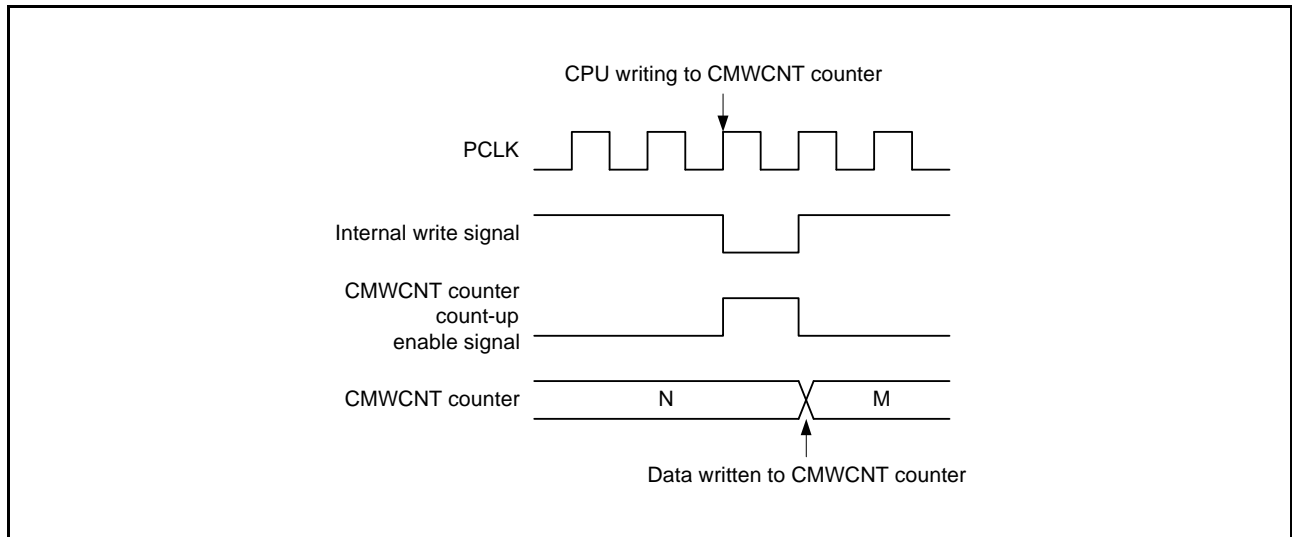 CPU writing to CMWCNT counter
PCLK
Internal write signal
CMWCNT counter
count-up
enable signal
CMWCNT counter
N
M
Data written to CMWCNT counter